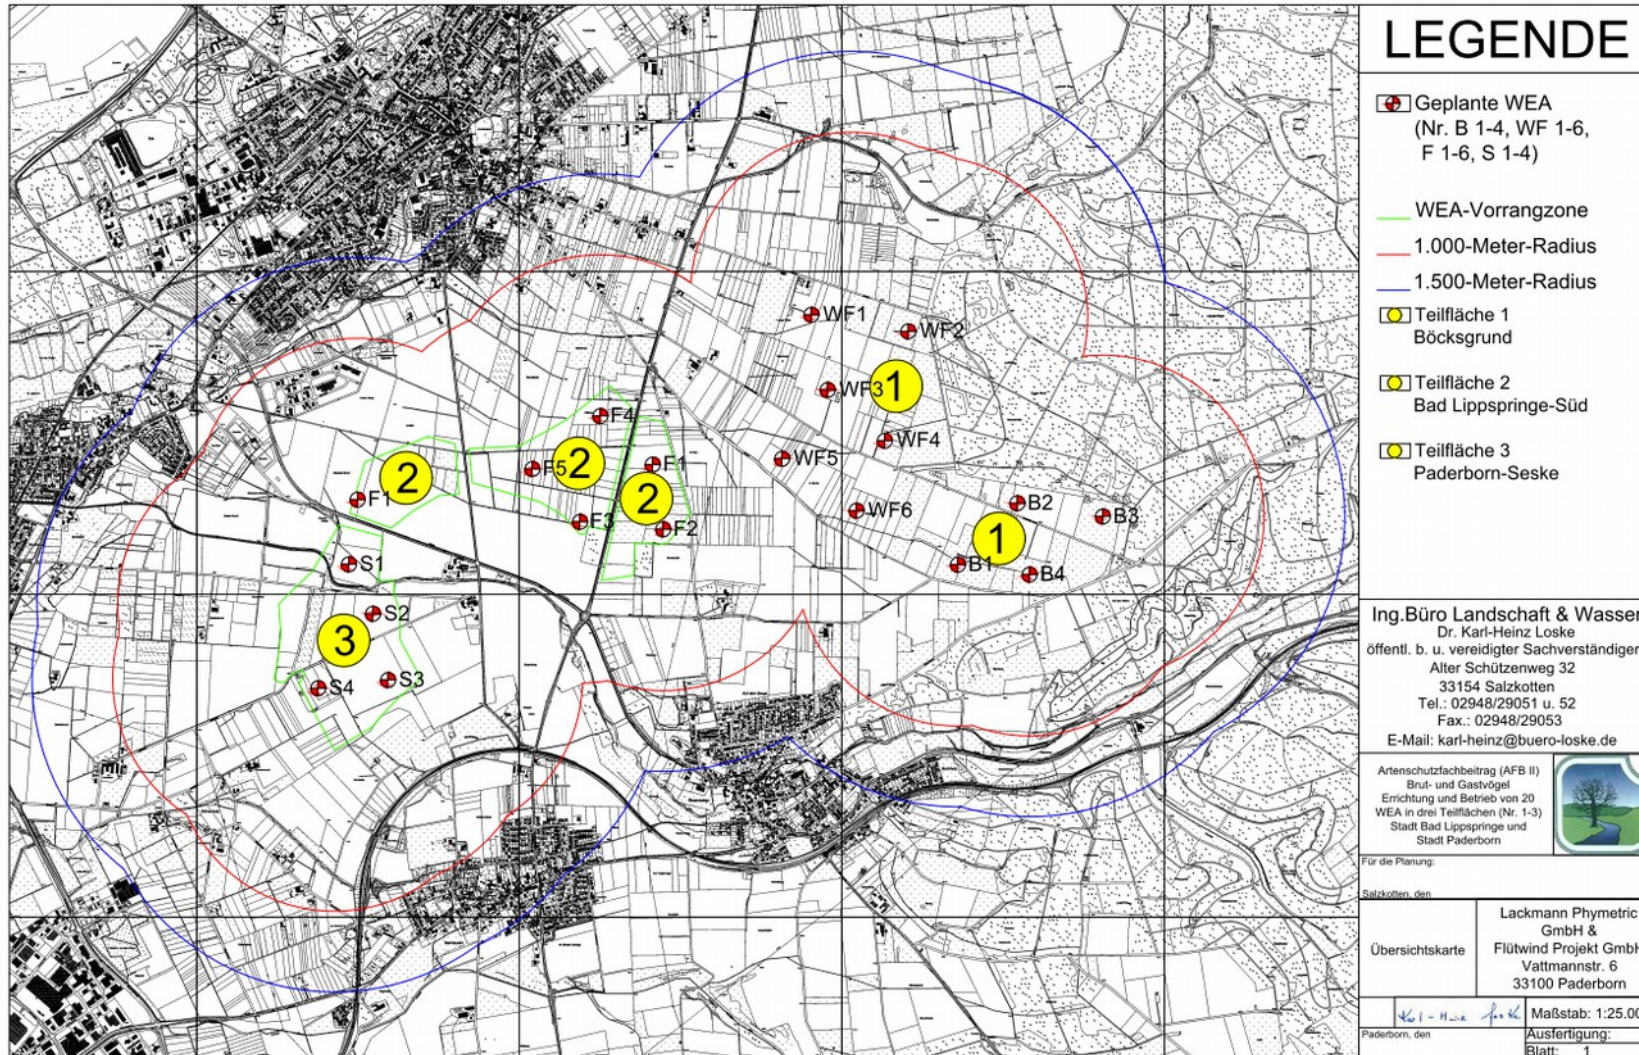 LEGENDE
Geplante WEA
(Nr. B 1-4, WF 1-6,
F 1-6, S 1-4)
WEA-Vorrangzone
1.000-Meter-Radius
1.500-Meter-Radius
Teilfläche 1
Böcksgrund
Teilfläche 2
Bad Lippspringe-Süd
Teilfläche 3
Paderborn-Seske
Ing.Büro Landschaft & Wasser
Dr. Karl-Heinz Loske
öffentl. b. u. vereidigter Sachverständiger
Alter Schützenweg 32
33154 Salzkotten
Tel.: 02948/29051 u. 52
Fax.: 02948/29053
E-Mail: karl-heinz@buero-loske.de
Artenschutzfachbeitrag (AFB II)
Brut- und Gastvögel
Errichtung und Betrieb von 20
WEA in drei Teilflächen (Nr. 1-3)
Stadt Bad Lippspringe und
Stadt Paderborn
Für die Planung:
Salzkotten, den
Übersichtskarte
Lackmann Phymetric
GmbH &
Flütwind Projekt GmbH
Vattmannstr. 6
33100 Paderborn
Karl-Heinz Loske
Maßstab: 1:25.00
Paderborn, den
Ausfertigung:
Blatt: 1
WF1
WF2
WF3
1
WF4
WF5
WF6
B2
B3
1
B1
B4
F4
F5
2
F1
2
F3
F2
2
F1
S1
S2
3
S3
S4